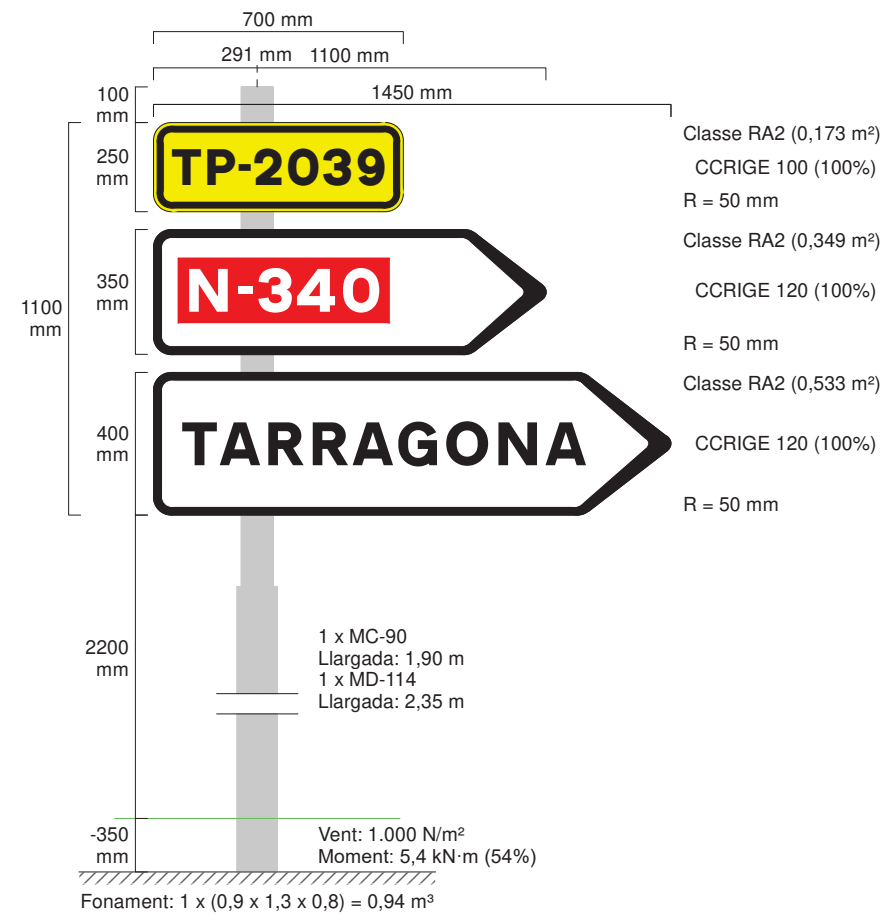 700 mm
291 mm 1100 mm
1450 mm
100
mm
TP-2039
250
mm
Classe RA2 (0,173 m²)
CCRIGE 100 (100%)
R = 50 mm
1100
mm
N-340
350
mm
Classe RA2 (0,349 m²)
CCRIGE 120 (100%)
R = 50 mm
TARRAGONA
400
mm
Classe RA2 (0,533 m²)
CCRIGE 120 (100%)
R = 50 mm
2200
mm
1 x MC-90
Llargada: 1,90 m
1 x MD-114
Llargada: 2,35 m
-350
mm
Vent: 1.000 N/m²
Moment: 5,4 kN·m (54%)
Fonament: 1 x (0,9 x 1,3 x 0,8) = 0,94 m³